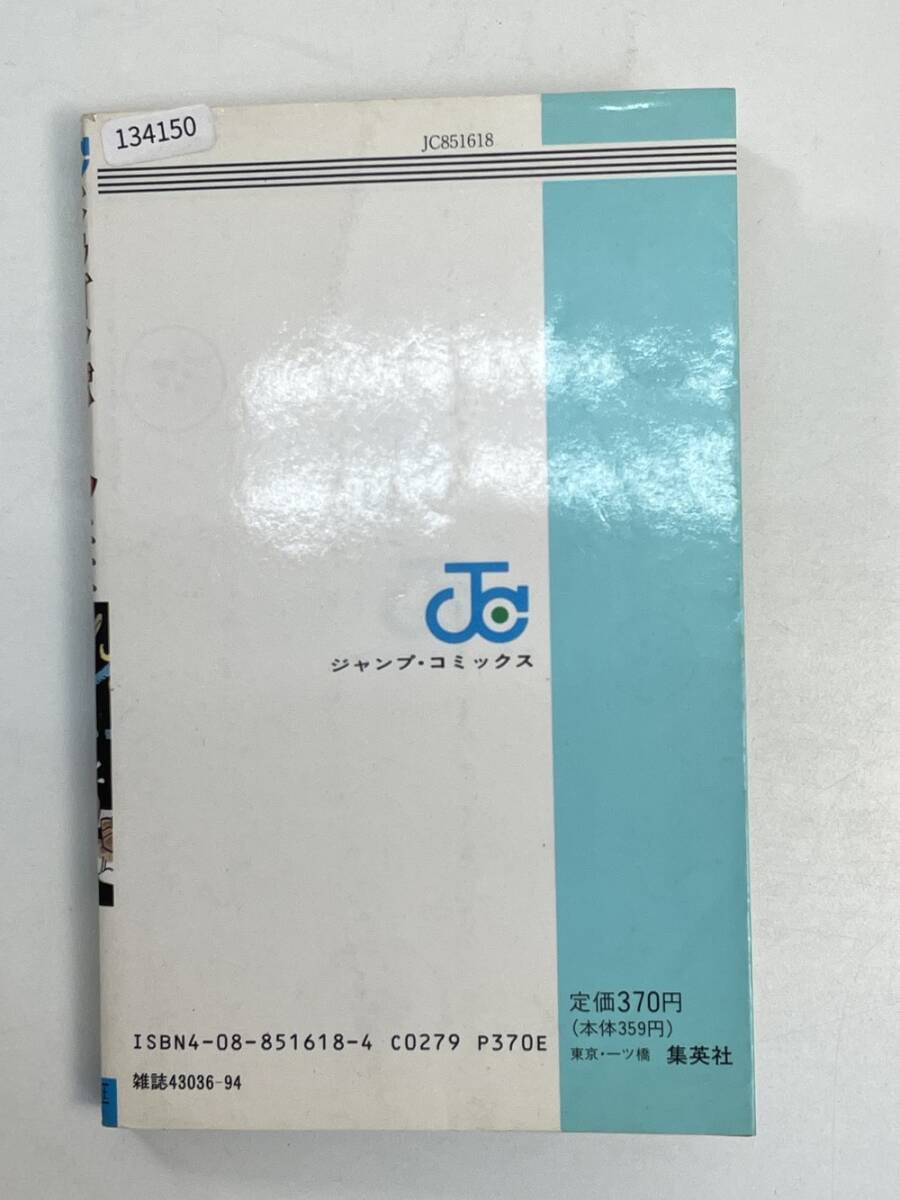 134150
JC851618
JC
ジャンプ・コミックス
定価370円
(本体359円)
ISBN4-08-851618-4 C0279 P370E
東京・一ツ橋 集英社
雑誌43036-94